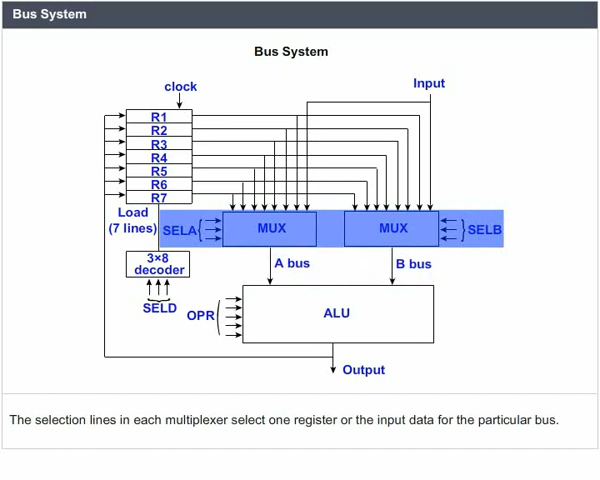 Bus System
Bus System
clock
Input
R1
R2
R3
R4
R5
R6
R7
Load
(7 lines)
SELA
MUX
MUX
SELB
3×8
decoder
A bus
B bus
SELD
OPR
ALU
Output
The selection lines in each multiplexer select one register or the input data for the particular bus.